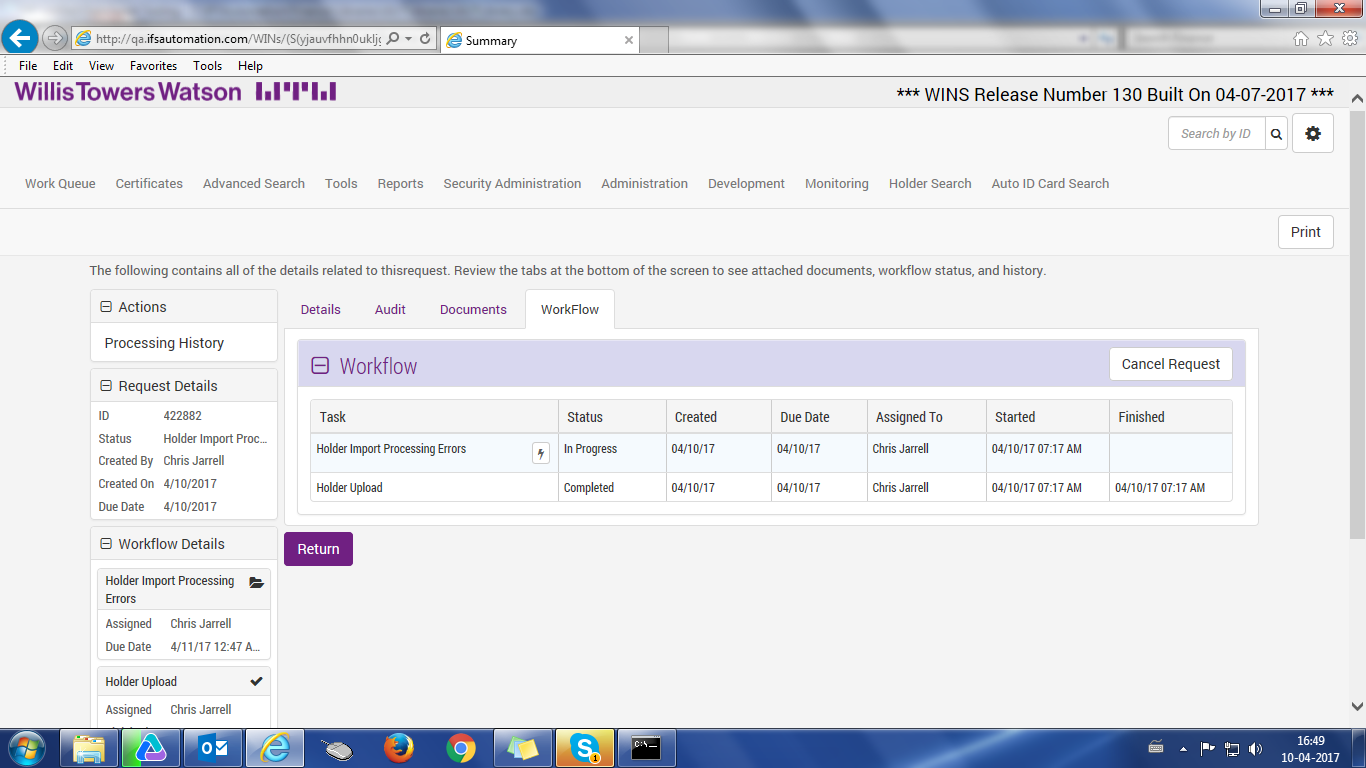 http://qa.ifsautomation.com/WINs/(S(yjauvfhhn0ukljg
Summary
File Edit View Favorites Tools Help
WillisTowersWatson
*** WINS Release Number 130 Built On 04-07-2017 ***
Search by ID
Work Queue Certificates Advanced Search Tools Reports Security Administration Administration Development Monitoring Holder Search Auto ID Card Search
Print
The following contains all of the details related to thisrequest. Review the tabs at the bottom of the screen to see attached documents, workflow status, and history.
Actions
Processing History
Request Details
ID 422882
Status Holder Import Proc...
Created By Chris Jarrell
Created On 4/10/2017
Due Date 4/10/2017
Workflow Details
Holder Import Processing
Errors
Assigned Chris Jarrell
Due Date 4/11/17 12:47 A...
Holder Upload
Assigned Chris Jarrell
Details Audit Documents WorkFlow
Workflow
Cancel Request
Task Status Created Due Date Assigned To Started Finished
Holder Import Processing Errors In Progress 04/10/17 04/10/17 Chris Jarrell 04/10/17 07:17 AM
Holder Upload Completed 04/10/17 04/10/17 Chris Jarrell 04/10/17 07:17 AM 04/10/17 07:17 AM
Return
16:49
10-04-2017